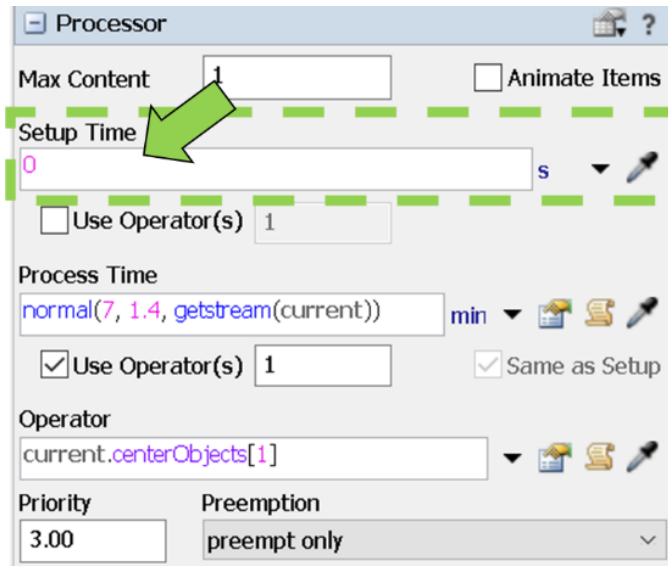 Processor ?
Max Content 1 Animate Items
Setup Time
0 s
Use Operator(s) 1
Process Time
normal(7, 1.4, getstream(current)) min
Use Operator(s) 1 Same as Setup
Operator
current.centerObjects[1]
Priority Preemption
3.00 preempt only